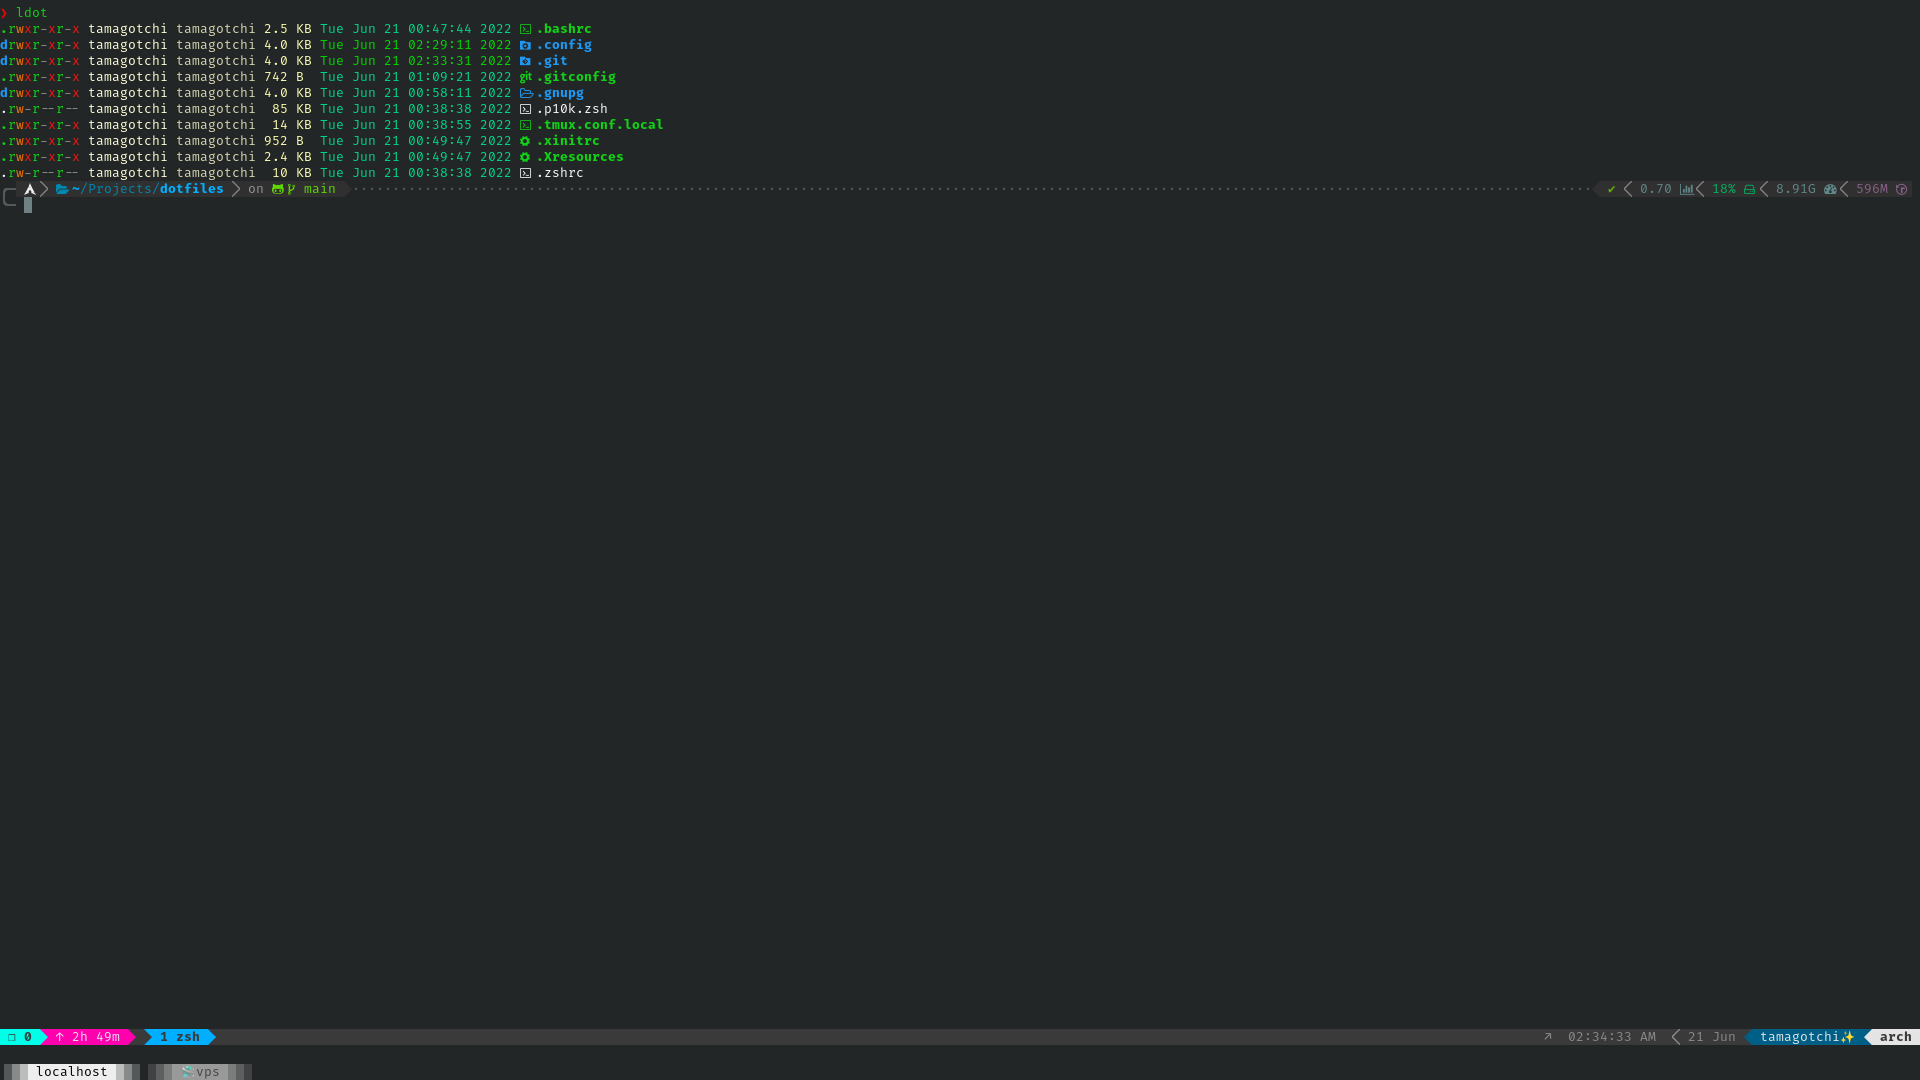 ❯ ldot
.rwxr-xr-x tamagotchi tamagotchi 2.5 KB Tue Jun 21 00:47:44 2022 .bashrc
drwxr-xr-x tamagotchi tamagotchi 4.0 KB Tue Jun 21 02:29:11 2022 .config
drwxr-xr-x tamagotchi tamagotchi 4.0 KB Tue Jun 21 02:33:31 2022 .git
.rwxr-xr-x tamagotchi tamagotchi 742 B Tue Jun 21 01:09:21 2022 git .gitconfig
drwxr-xr-x tamagotchi tamagotchi 4.0 KB Tue Jun 21 00:58:11 2022 .gnupg
.rw-r--r-- tamagotchi tamagotchi 85 KB Tue Jun 21 00:38:38 2022 .p10k.zsh
.rwxr-xr-x tamagotchi tamagotchi 14 KB Tue Jun 21 00:38:55 2022 .tmux.conf.local
.rwxr-xr-x tamagotchi tamagotchi 952 B Tue Jun 21 00:49:47 2022 .xinitrc
.rwxr-xr-x tamagotchi tamagotchi 2.4 KB Tue Jun 21 00:49:47 2022 .Xresources
.rw-r--r-- tamagotchi tamagotchi 10 KB Tue Jun 21 00:38:38 2022 .zshrc
~/Projects/dotfiles on main ✔ 0.70 18% 8.91G 596M
❐ 0 ↑ 2h 49m 1 zsh ↗ 02:34:33 AM 21 Jun tamagotchi✨ arch
localhost vps